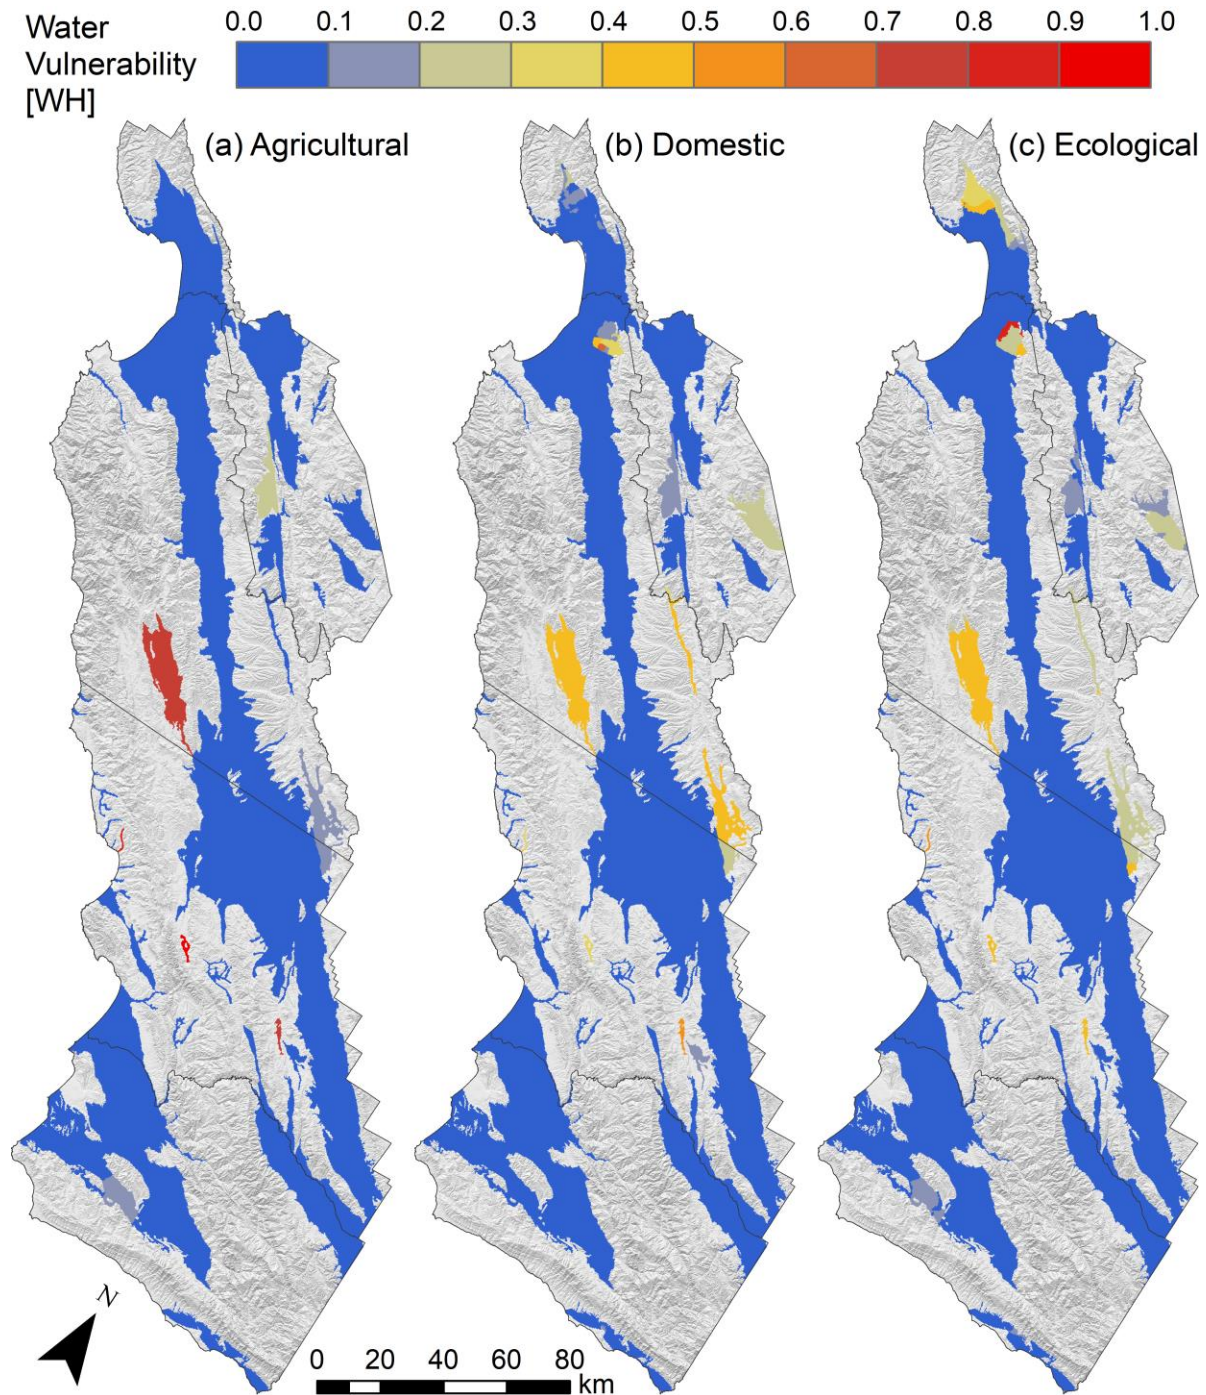 Water
Vulnerability
[WH]
0.0 0.1 0.2 0.3 0.4 0.5 0.6 0.7 0.8 0.9 1.0
(a) Agricultural
(b) Domestic
(c) Ecological
N
0 20 40 60 80
km